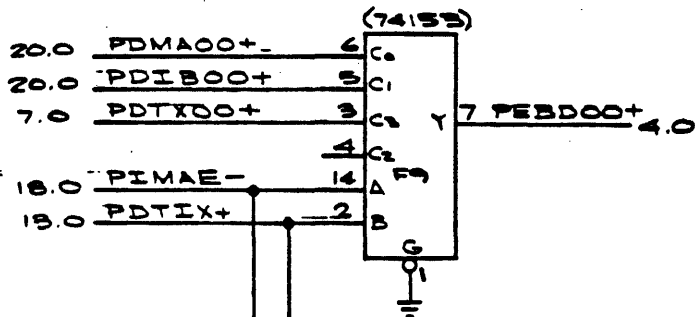 (74153)
20.0 PDMA00+ 6 C0
20.0 PDIB00+ 5 C1
7.0 PDTX00+ 3 C3
Y 7 PEBD00+ 4.0
4 C2
F9
18.0 PIMAE- 14 A
15.0 PDTIX+ 2 B
G
1